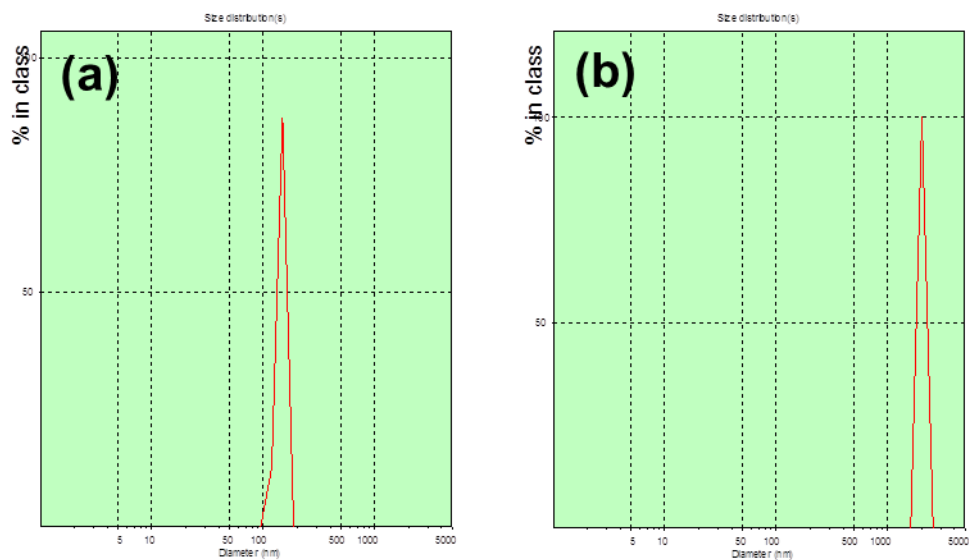 Size distribution(s)
% in class
(a)
50
5 10 50 100 500 1000 5000
Diameter (nm)
Size distribution(s)
% in class
(b)
50
5 10 50 100 500 1000 5000
Diameter (nm)